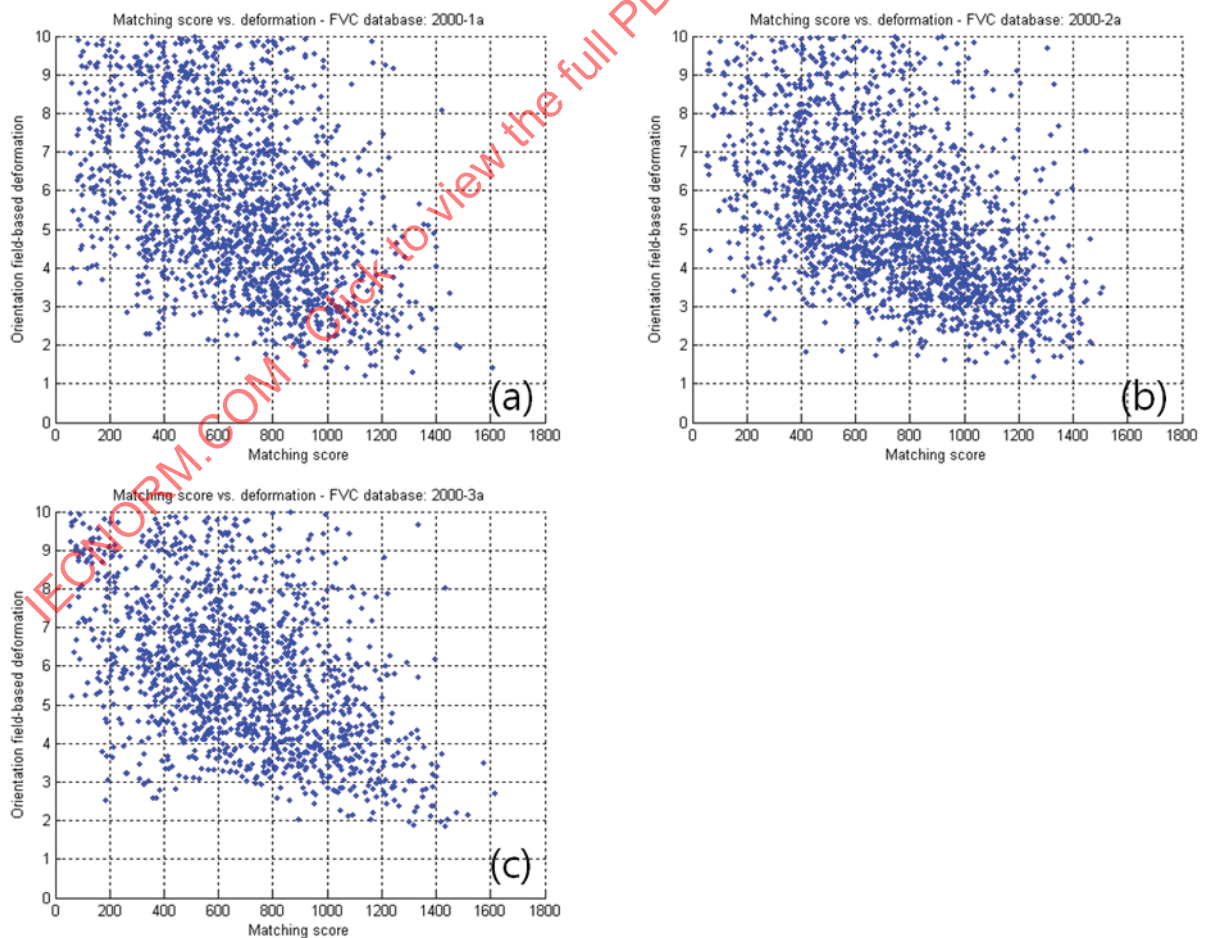 Matching score vs. deformation - FVC database: 2000-1a
Orientation field-based deformation
10
9
8
7
6
5
4
3
2
1
0
0 200 400 600 800 1000 1200 1400 1600 1800
Matching score
(a)
Matching score vs. deformation - FVC database: 2000-2a
Orientation field-based deformation
10
9
8
7
6
5
4
3
2
1
0
0 200 400 600 800 1000 1200 1400 1600 1800
Matching score
(b)
Matching score vs. deformation - FVC database: 2000-3a
Orientation field-based deformation
10
9
8
7
6
5
4
3
2
1
0
0 200 400 600 800 1000 1200 1400 1600 1800
Matching score
(c)
IECNORM.COM : Click to view the full